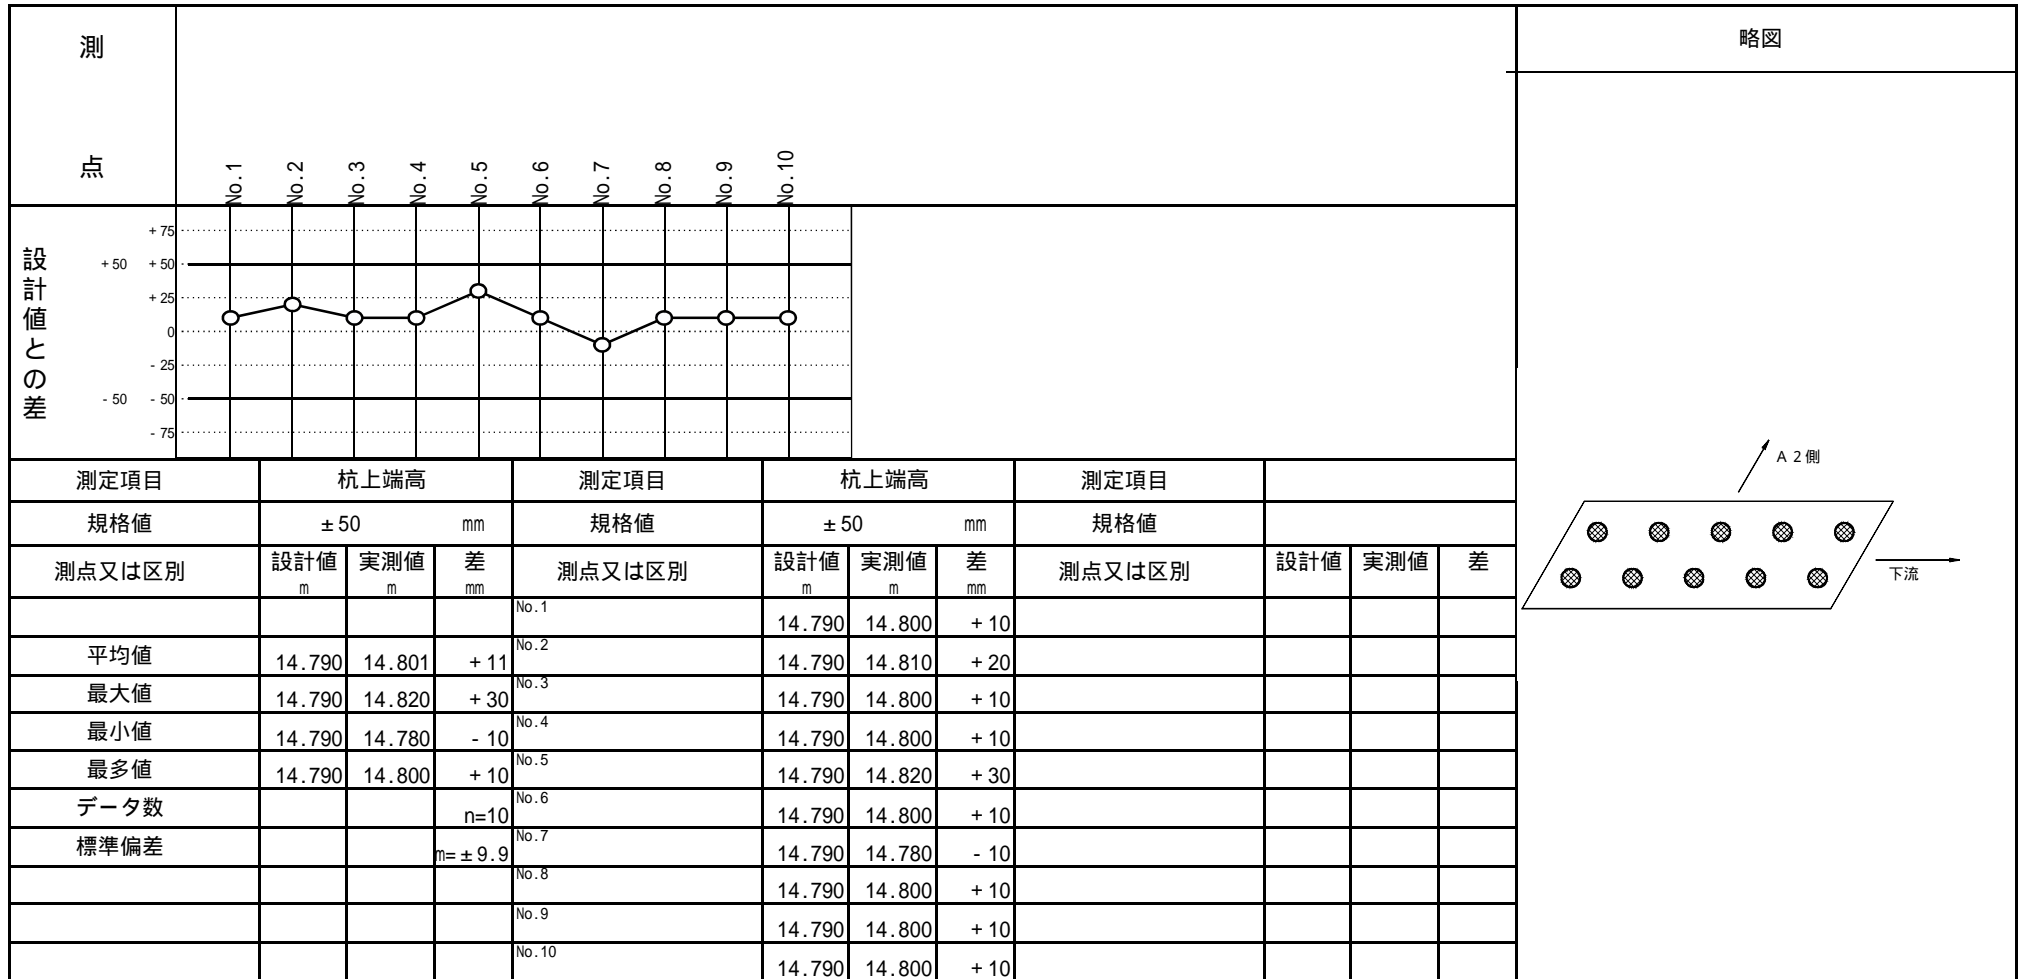 測点
略図
No.1 No.2 No.3 No.4 No.5 No.6 No.7 No.8 No.9 No.10
設計値との差
+75
+50 +50
+25
0
-25
-50 -50
-75
A2側
下流
測定項目 杭上端高 測定項目 杭上端高 測定項目
規格値 ±50 mm 規格値 ±50 mm 規格値
測点又は区別 設計値 m 実測値 m 差 mm 測点又は区別 設計値 m 実測値 m 差 mm 測点又は区別 設計値 実測値 差
No.1 14.790 14.800 +10
平均値 14.790 14.801 +11 No.2 14.790 14.810 +20
最大値 14.790 14.820 +30 No.3 14.790 14.800 +10
最小値 14.790 14.780 -10 No.4 14.790 14.800 +10
最多値 14.790 14.800 +10 No.5 14.790 14.820 +30
データ数 n=10 No.6 14.790 14.800 +10
標準偏差 m=±9.9 No.7 14.790 14.780 -10
No.8 14.790 14.800 +10
No.9 14.790 14.800 +10
No.10 14.790 14.800 +10